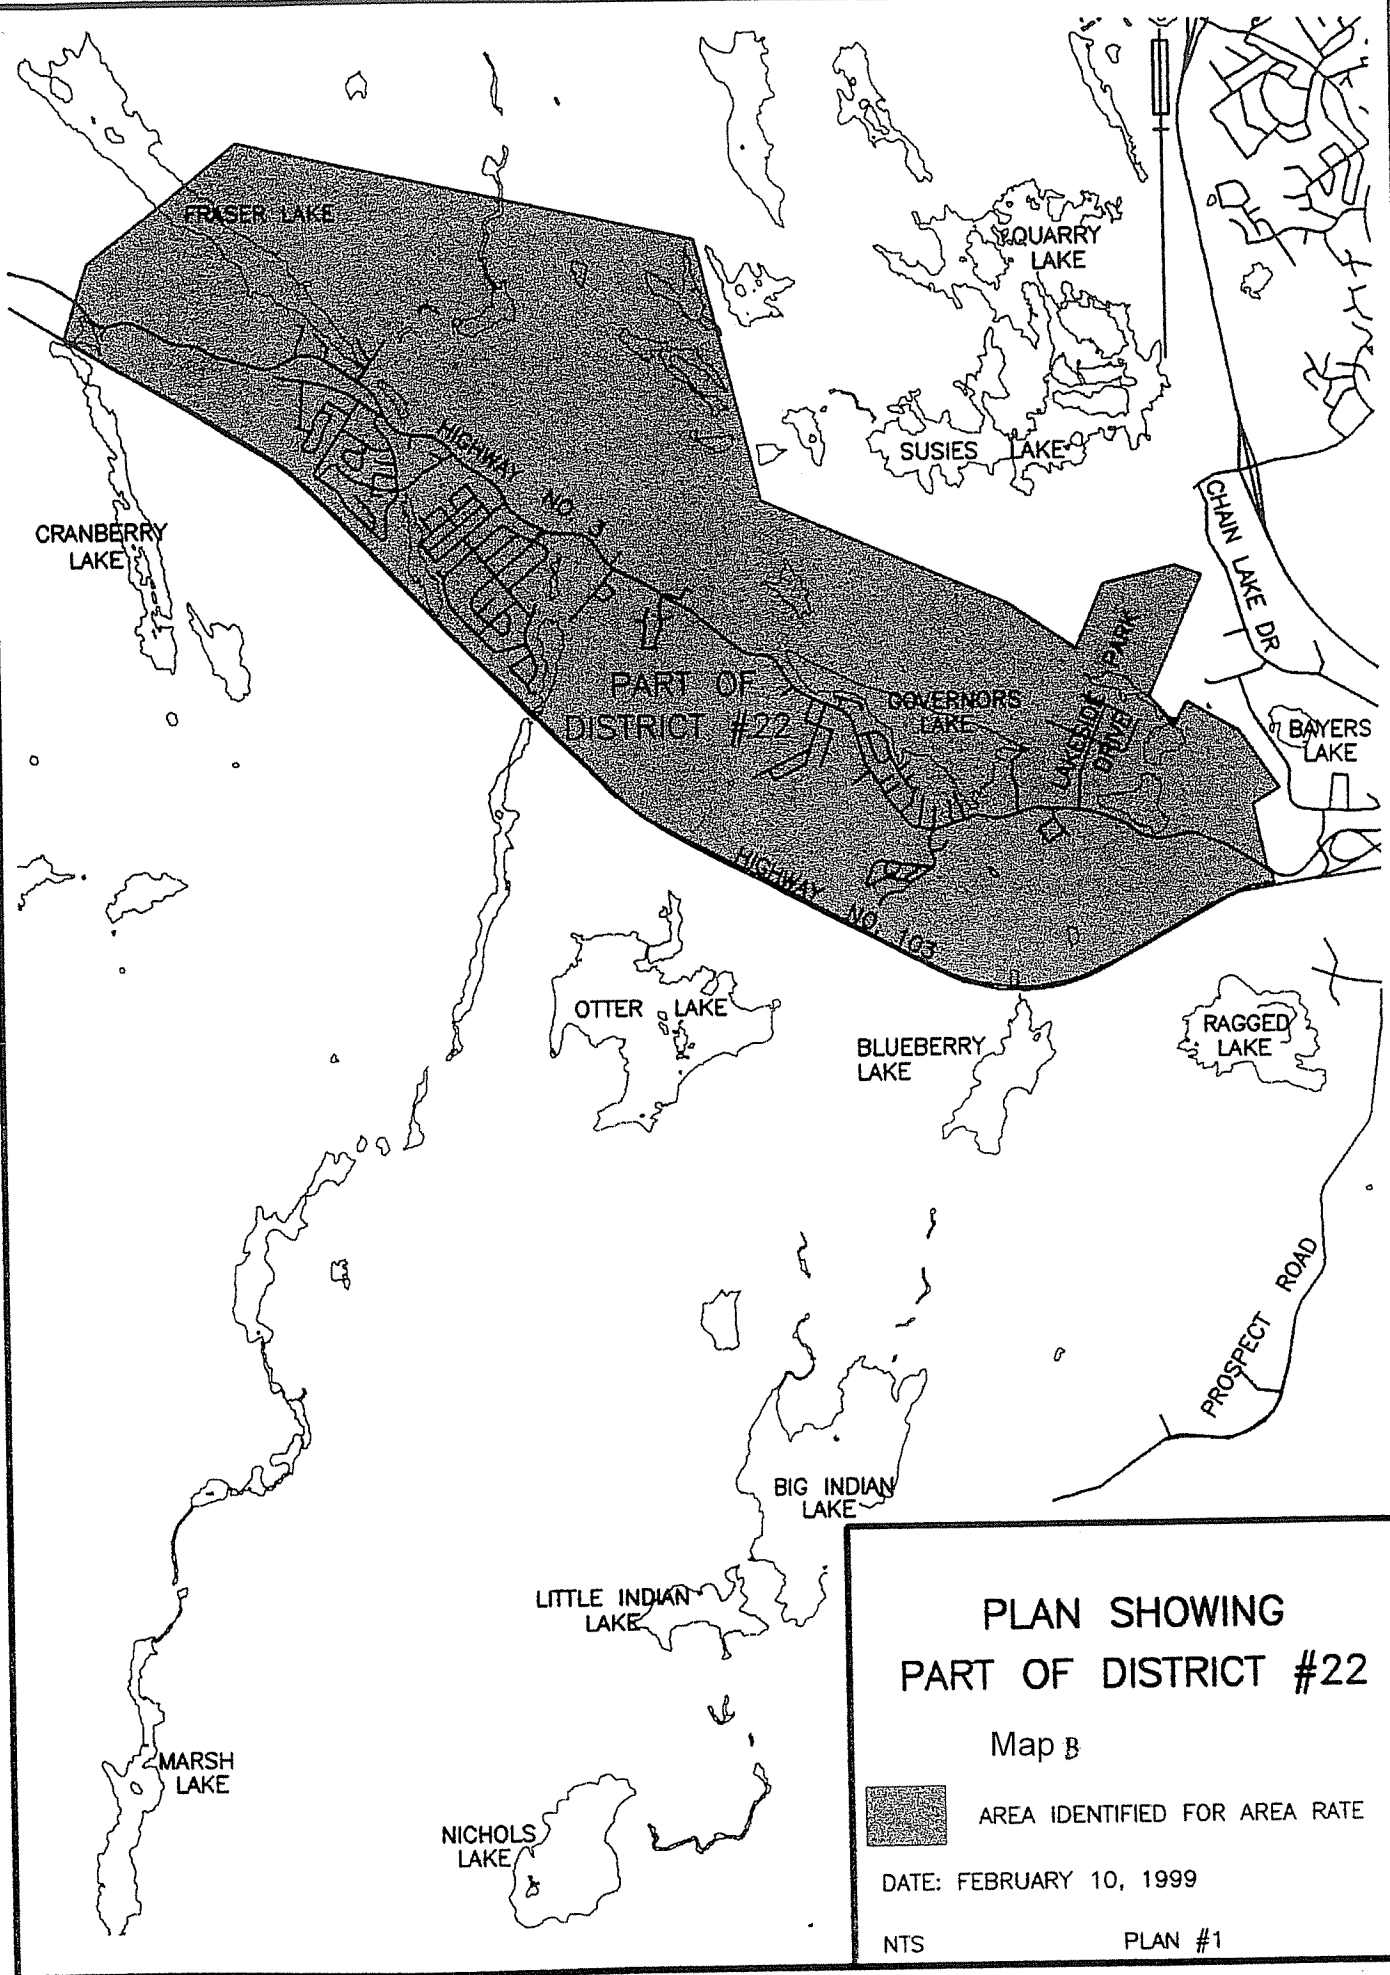 FRASER LAKE
QUARRY
LAKE
SUSIES LAKE
HIGHWAY NO 3
CHAIN LAKE DR
CRANBERRY
LAKE
PART OF
DISTRICT #22
GOVERNORS
LAKE
LAKESIDE PARK
DRIVE
BAYERS
LAKE
HIGHWAY NO. 103
OTTER LAKE
BLUEBERRY
LAKE
RAGGED
LAKE
PROSPECT ROAD
BIG INDIAN
LAKE
LITTLE INDIAN
LAKE
MARSH
LAKE
NICHOLS
LAKE
PLAN SHOWING
PART OF DISTRICT #22
Map B
AREA IDENTIFIED FOR AREA RATE
DATE: FEBRUARY 10, 1999
NTS PLAN #1